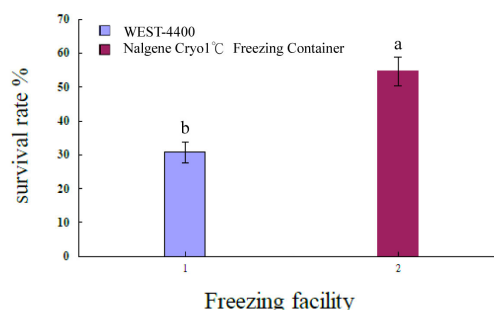 70
60
50
40
30
20
10
0
survival rate %
WEST-4400
Nalgene Cryo1℃ Freezing Container
b
a
1
2
Freezing facility